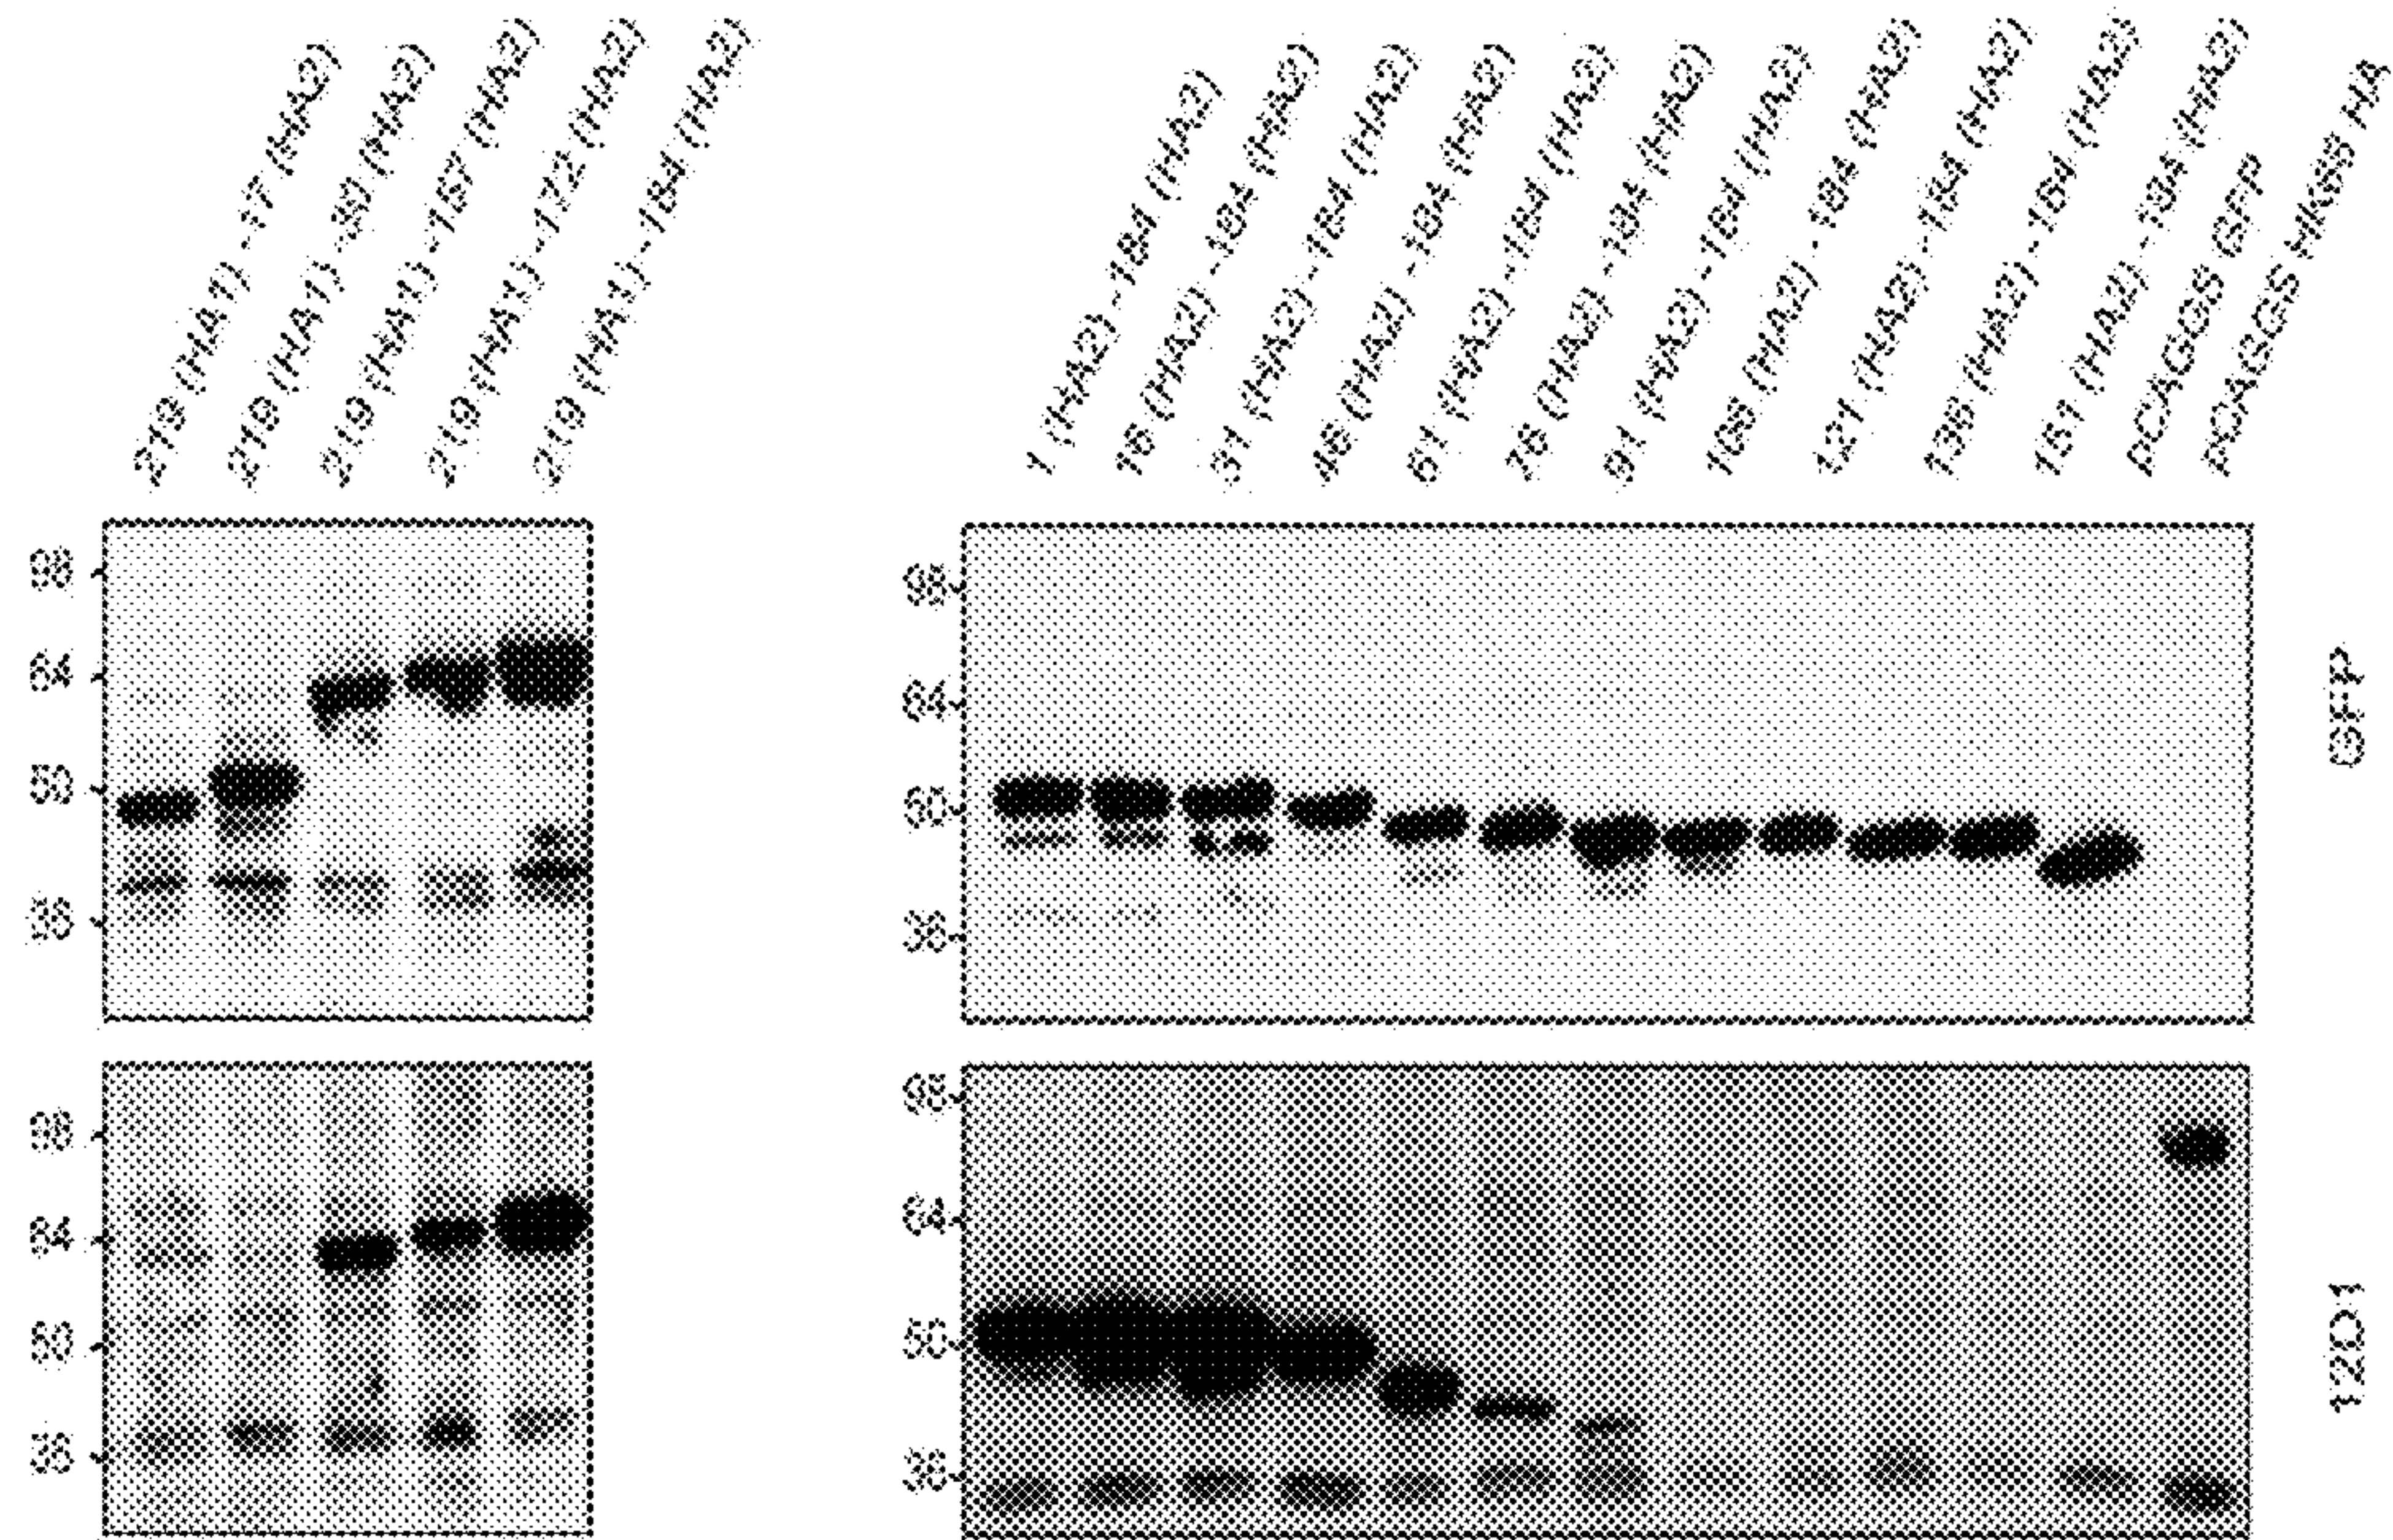 219 (HA1) -17 (HA2)
219 (HA1) -30 (HA2)
219 (HA1) -157 (HA2)
219 (HA1) -172 (HA2)
219 (HA1) -184 (HA2)
1 (HA2) -184 (HA2)
16 (HA2) -184 (HA2)
31 (HA2) -184 (HA2)
46 (HA2) -184 (HA2)
61 (HA2) -184 (HA2)
76 (HA2) -184 (HA2)
91 (HA2) -184 (HA2)
106 (HA2) -184 (HA2)
121 (HA2) -184 (HA2)
136 (HA2) -184 (HA2)
151 (HA2) -184 (HA2)
pCAGGS GFP
pCAGGS HK68 HA
98
64
50
36
98
64
50
36
GFP
98
64
50
36
98
64
50
36
12D1